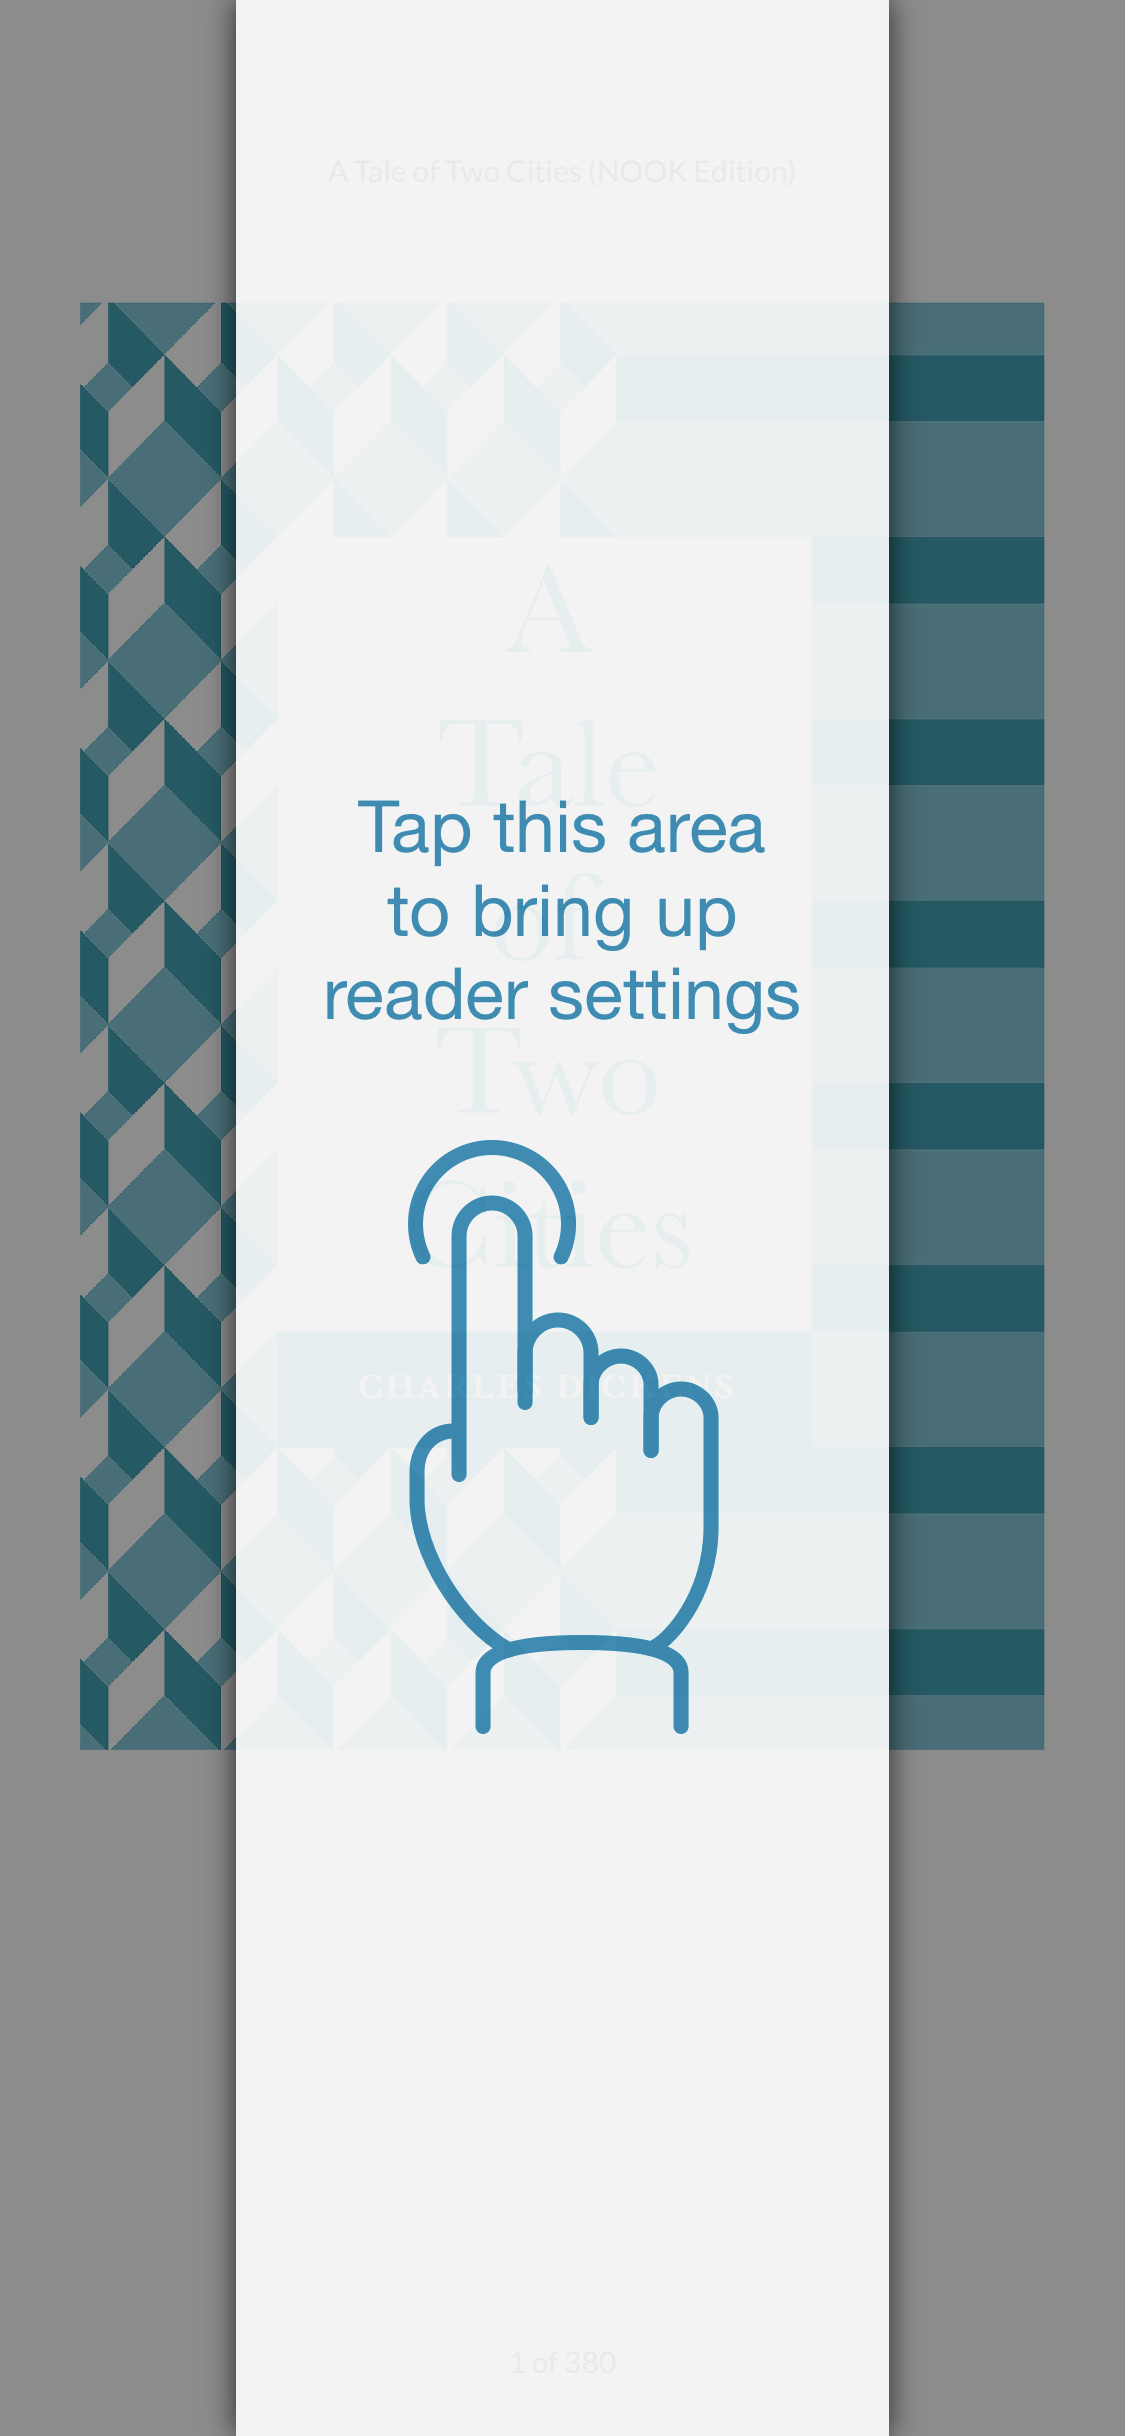 A Tale of Two Cities (NOOK Edition)
A
Tale
Tap this area
of
to bring up
reader settings
Two
Cities
CHARLES DICKENS
1 of 380